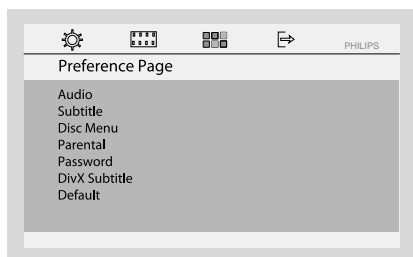 PHILIPS
Preference Page
Audio
Subtitle
Disc Menu
Parental
Password
DivX Subtitle
Default